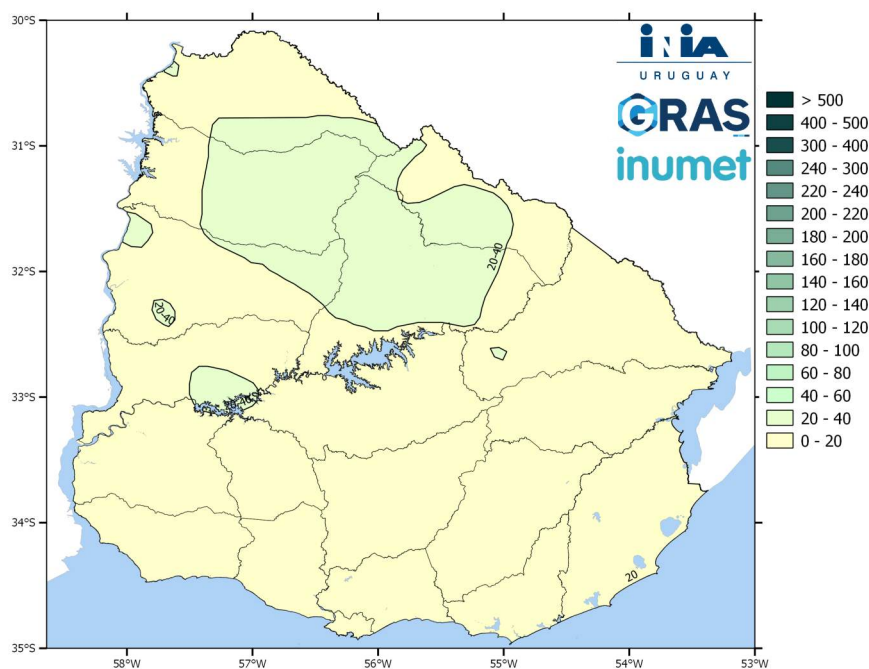 30°S
31°S
32°S
33°S
34°S
35°S
58°W
57°W
56°W
55°W
54°W
53°W
INIA
URUGUAY
GRAS
inumet
> 500
400 - 500
300 - 400
240 - 300
220 - 240
200 - 220
180 - 200
160 - 180
140 - 160
120 - 140
100 - 120
80 - 100
60 - 80
40 - 60
20 - 40
0 - 20
20-40
20-40
20